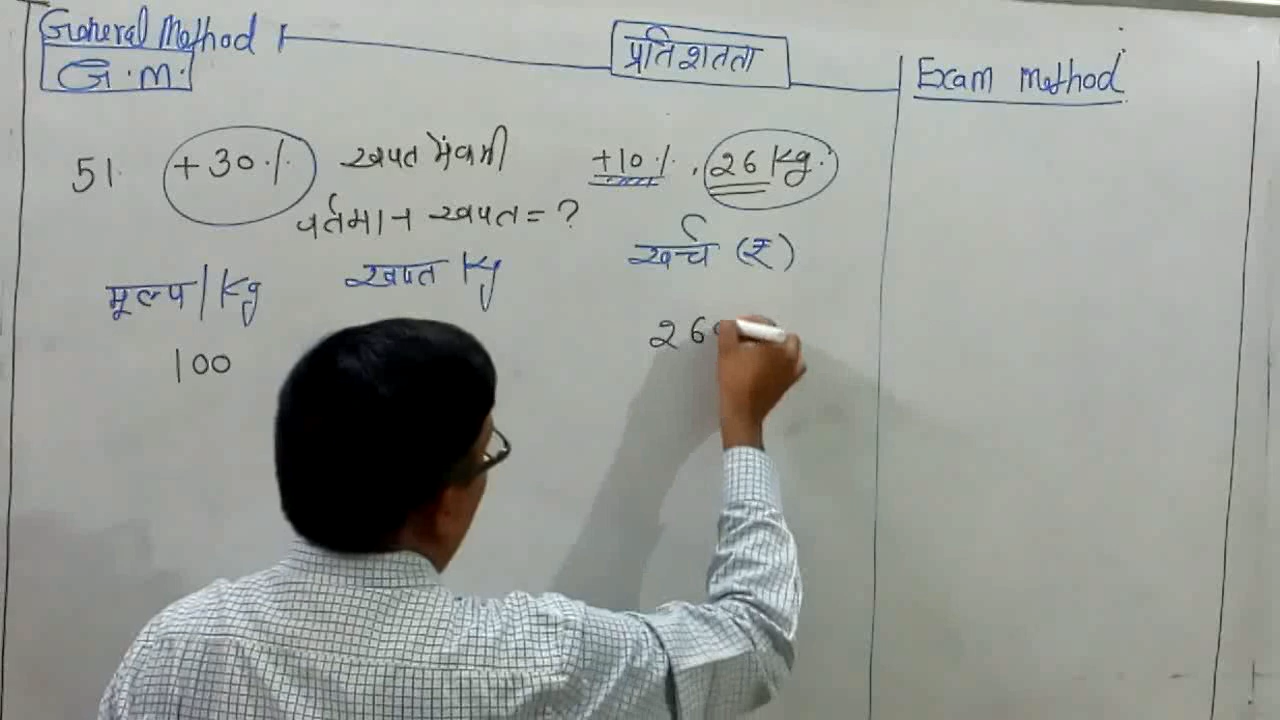 General Method
प्रतिशतता
Exam Method
G.M.
51. +30% खपत में कमी +10%, 26 Kg.
वर्तमान खपत = ?
मूल्य/Kg खपत Kg खर्च (₹)
100 260